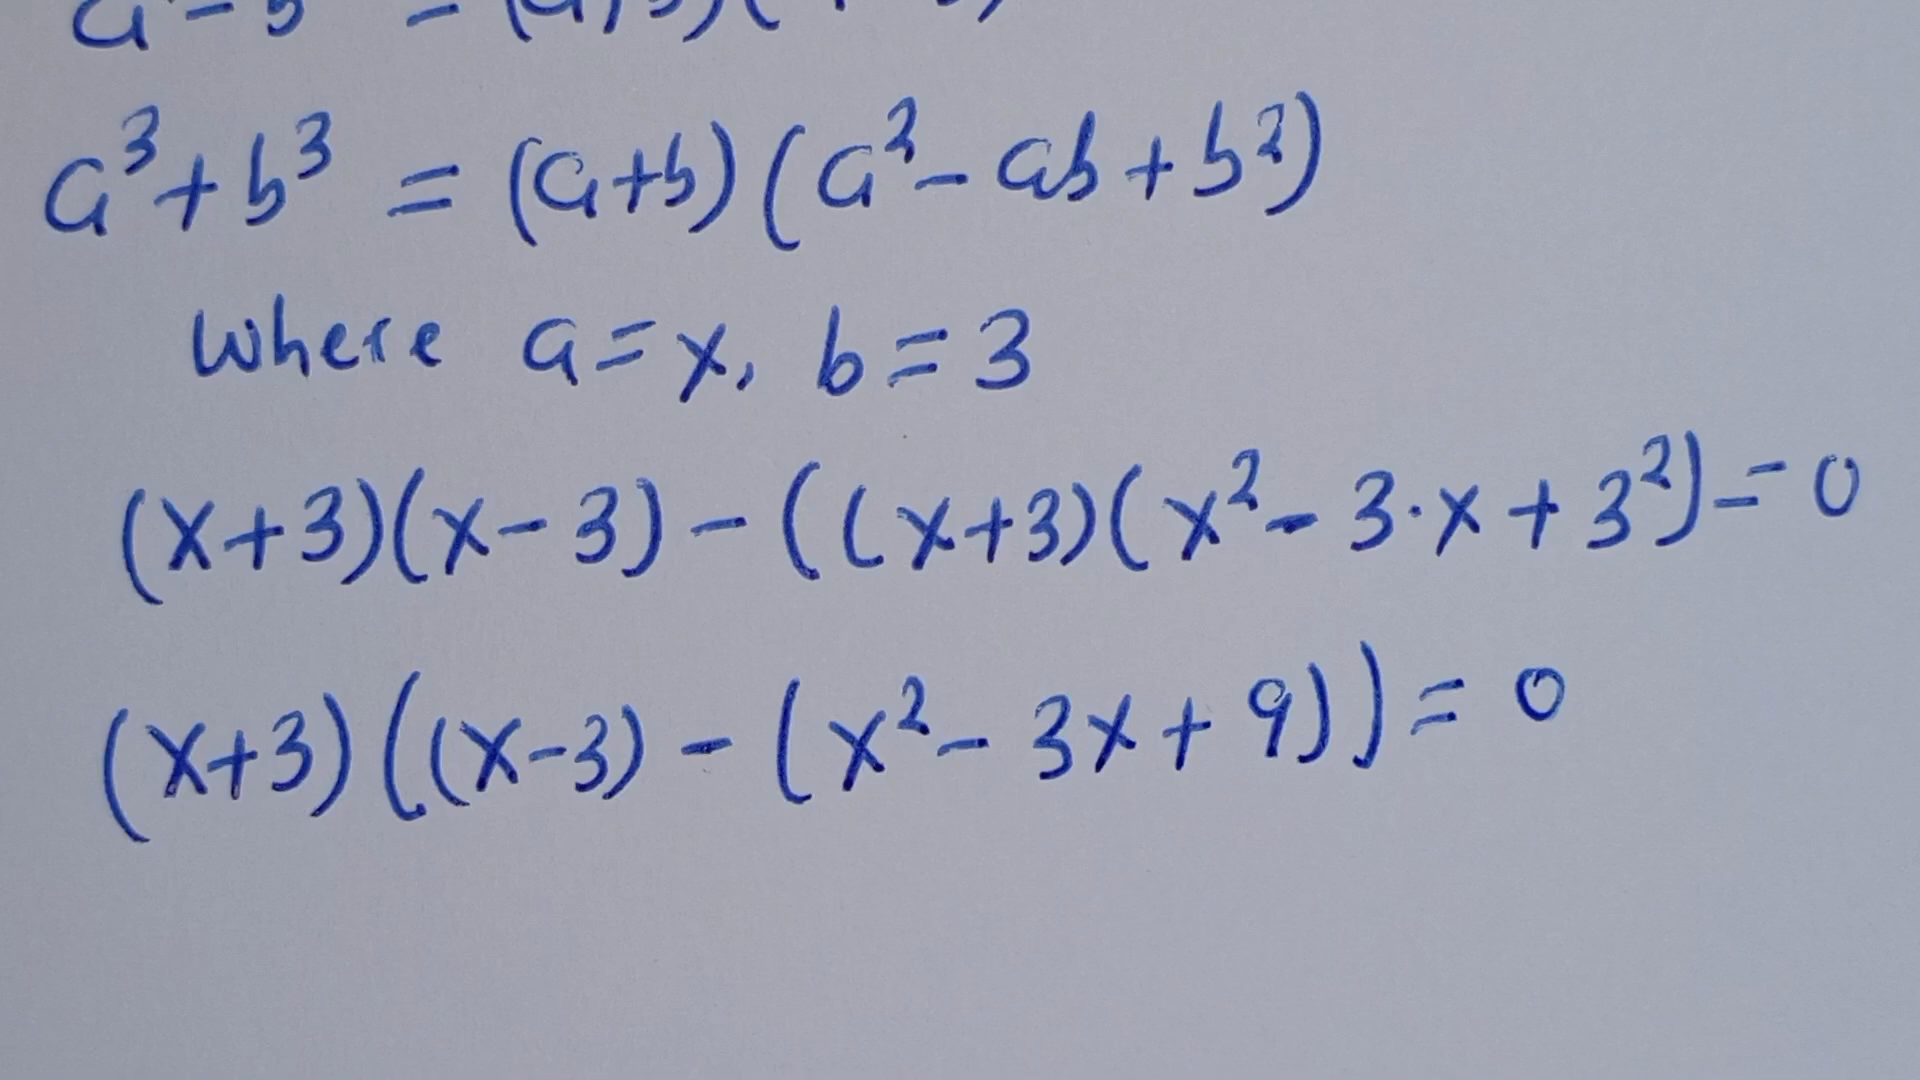 a³+b³ = (a+b)(a²-ab+b²)
Where a=x, b=3
(x+3)(x-3)-((x+3)(x²-3·x+3²)=0
(x+3)((x-3)-(x²-3x+9))=0